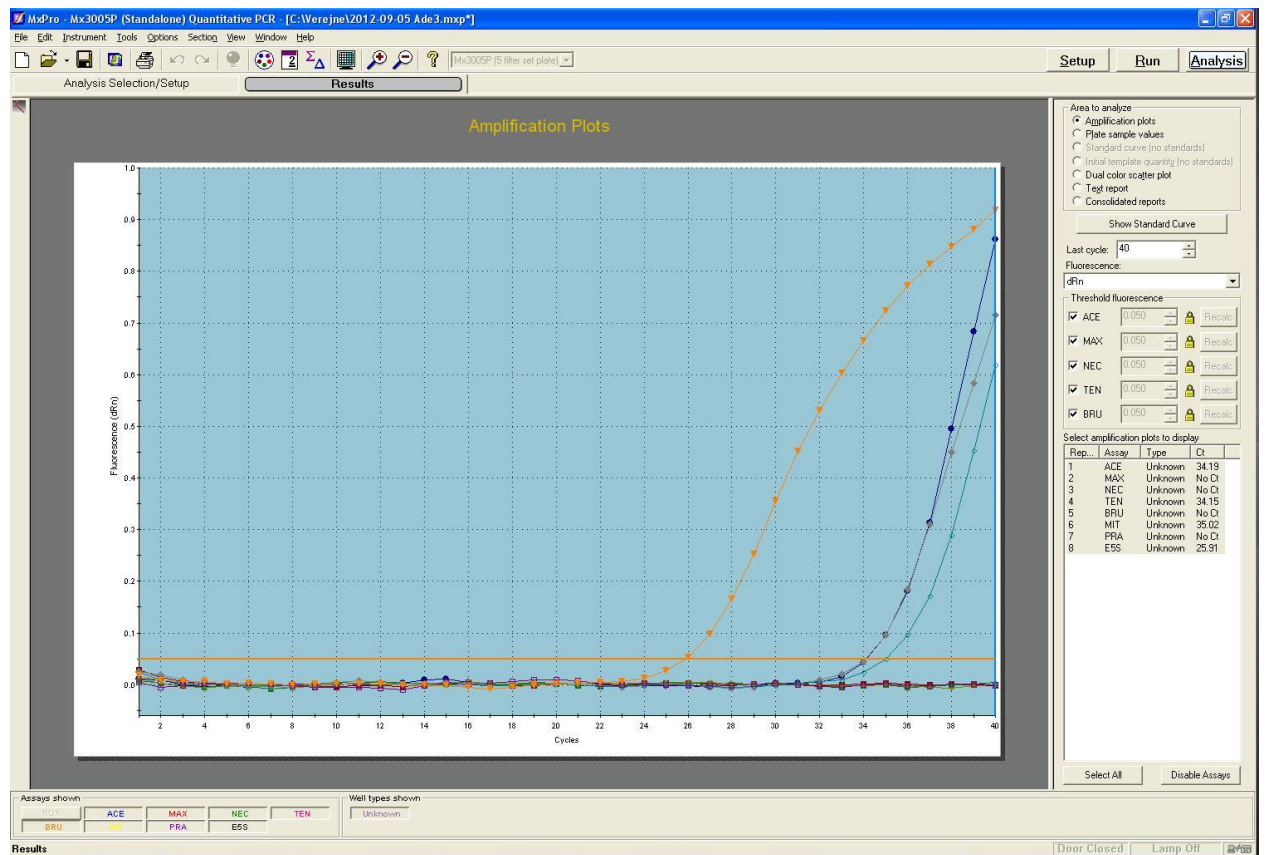 MxPro - Mx3005P (Standalone) Quantitative PCR - [C:\Verejne\2012-09-05 Ade3.mxp*]
File Edit Instrument Tools Options Section View Window Help
Mx3005P (5 filter set plate)
Setup Run Analysis
Analysis Selection/Setup Results
Amplification Plots
Fluorescence (dRn)
1.0
0.9
0.8
0.7
0.6
0.5
0.4
0.3
0.2
0.1
0.0
2 4 6 8 10 12 14 16 18 20 22 24 26 28 30 32 34 36 38 40
Cycles
Area to analyze
Amplification plots
Plate sample values
Standard curve (no standards)
Initial template quantity (no standards)
Dual color scatter plot
Text report
Consolidated reports
Show Standard Curve
Last cycle: 40
Fluorescence:
dRn
Threshold fluorescence
ACE 0.050 Recalc
MAX 0.050 Recalc
NEC 0.050 Recalc
TEN 0.050 Recalc
BRU 0.050 Recalc
Select amplification plots to display
Rep... Assay Type Ct
1 ACE Unknown 34.19
2 MAX Unknown No Ct
3 NEC Unknown No Ct
4 TEN Unknown 34.15
5 BRU Unknown No Ct
6 MIT Unknown 35.02
7 PRA Unknown No Ct
8 E5S Unknown 25.91
Select All Disable Assays
Assays shown
ROX ACE MAX NEC TEN
BRU MIT PRA E5S
Well types shown
Unknown
Results
Door Closed Lamp Off